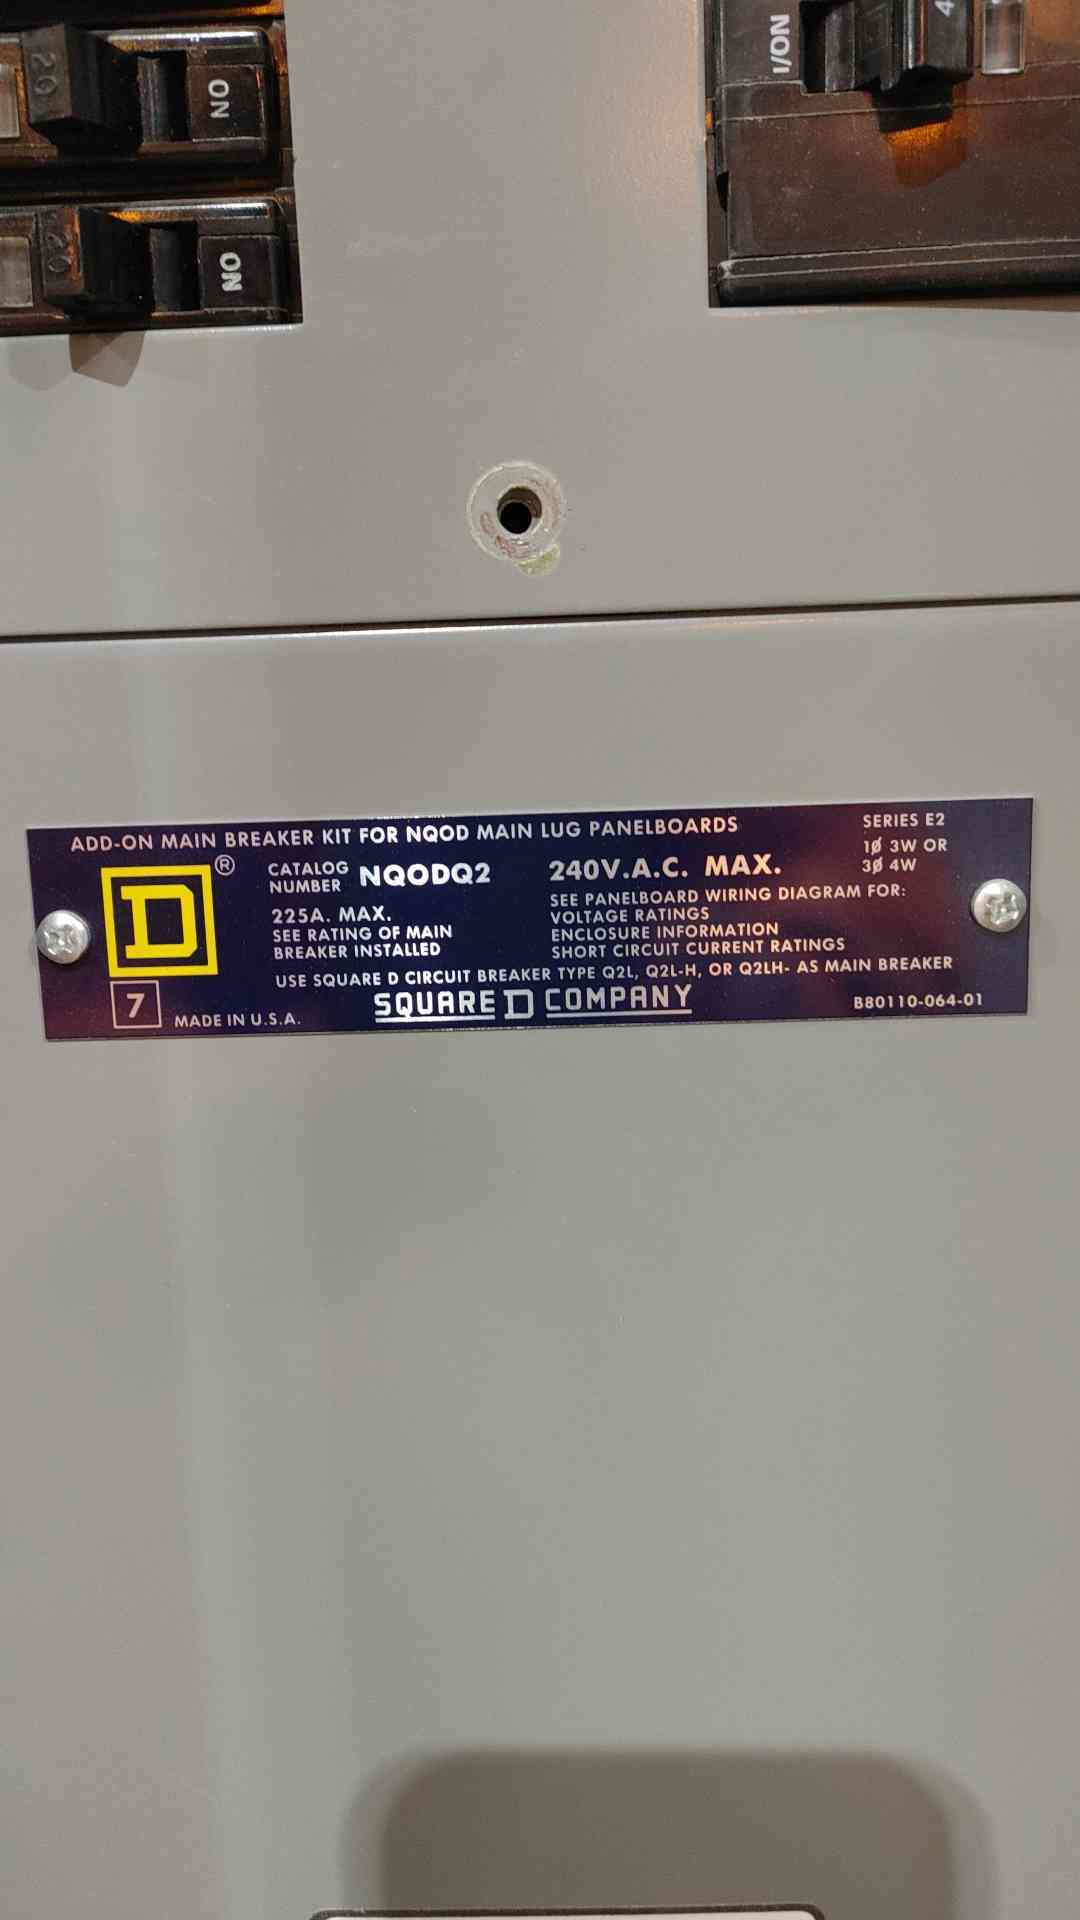 20 ON
I/ON 4
20 ON
ADD-ON MAIN BREAKER KIT FOR NQOD MAIN LUG PANELBOARDS
SERIES E2
1Ø 3W OR
3Ø 4W
D ®
CATALOG
NUMBER NQODQ2
240V.A.C. MAX.
225A. MAX.
SEE RATING OF MAIN
BREAKER INSTALLED
SEE PANELBOARD WIRING DIAGRAM FOR:
VOLTAGE RATINGS
ENCLOSURE INFORMATION
SHORT CIRCUIT CURRENT RATINGS
USE SQUARE D CIRCUIT BREAKER TYPE Q2L, Q2L-H, OR Q2LH- AS MAIN BREAKER
7 MADE IN U.S.A.
SQUARE D COMPANY
B80110-064-01